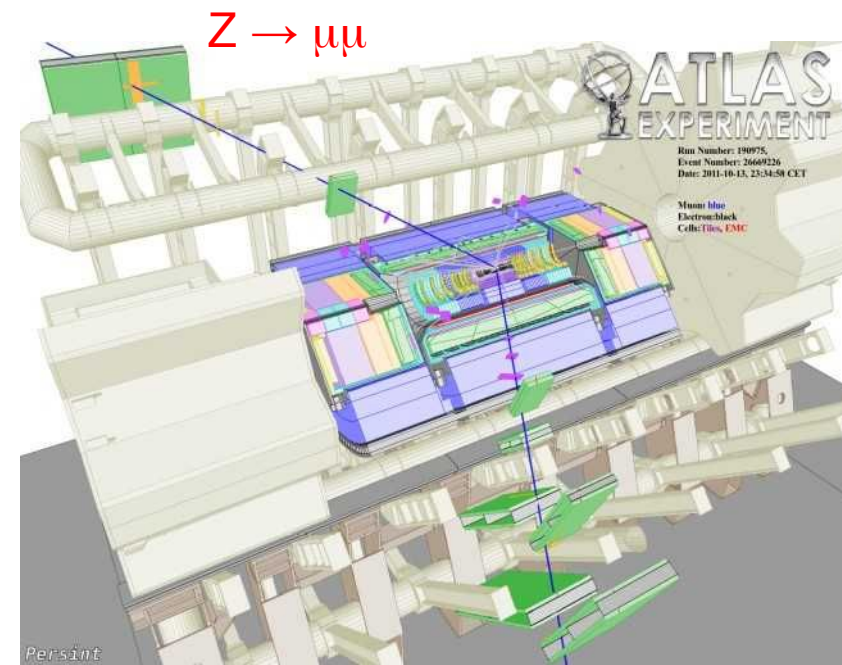 Z → μμ
ATLAS
EXPERIMENT
Run Number: 190975,
Event Number: 26669226
Date: 2011-10-13, 23:34:50 CET
Muon: blue
Electron:black
Cells:Tiles, EMC
Persint